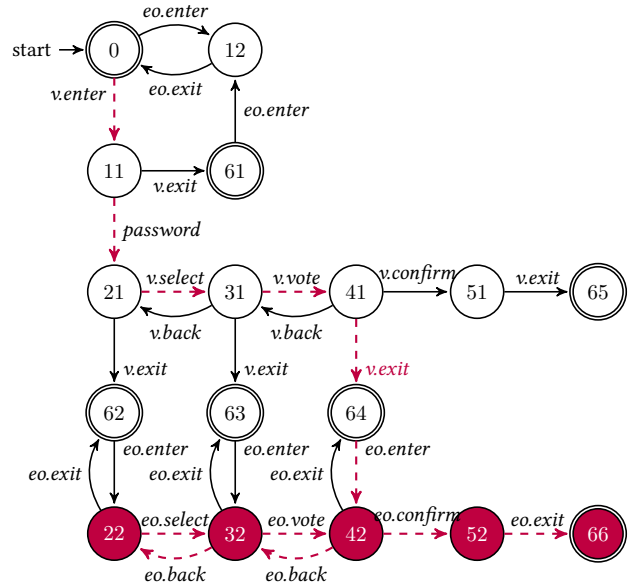 eo.enter
start
0
12
v.enter
eo.exit
eo.enter
11
61
v.exit
password
21
v.select
31
v.vote
41
v.confirm
51
v.exit
65
v.back
v.back
v.exit
v.exit
v.exit
62
63
64
eo.enter
eo.enter
eo.enter
eo.exit
eo.exit
eo.exit
22
eo.select
32
eo.vote
42
eo.confirm
52
eo.exit
66
eo.back
eo.back